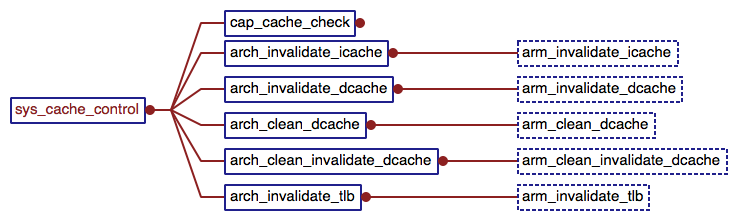 cap_cache_check
arch_invalidate_icache arm_invalidate_icache
arch_invalidate_dcache arm_invalidate_dcache
sys_cache_control
arch_clean_dcache arm_clean_dcache
arch_clean_invalidate_dcache arm_clean_invalidate_dcache
arch_invalidate_tlb arm_invalidate_tlb